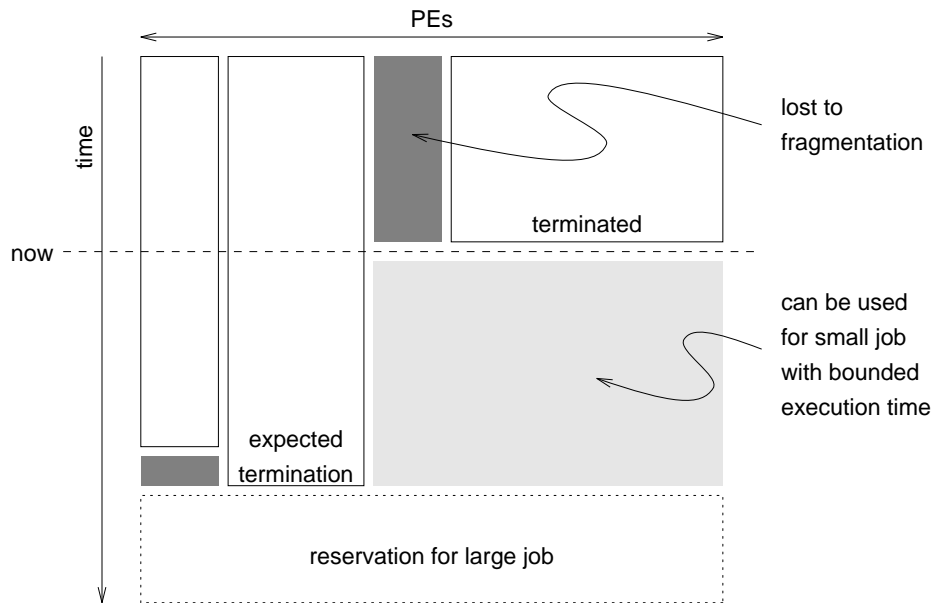 PEs
time
lost to
fragmentation
terminated
now
can be used
for small job
with bounded
execution time
expected
termination
reservation for large job